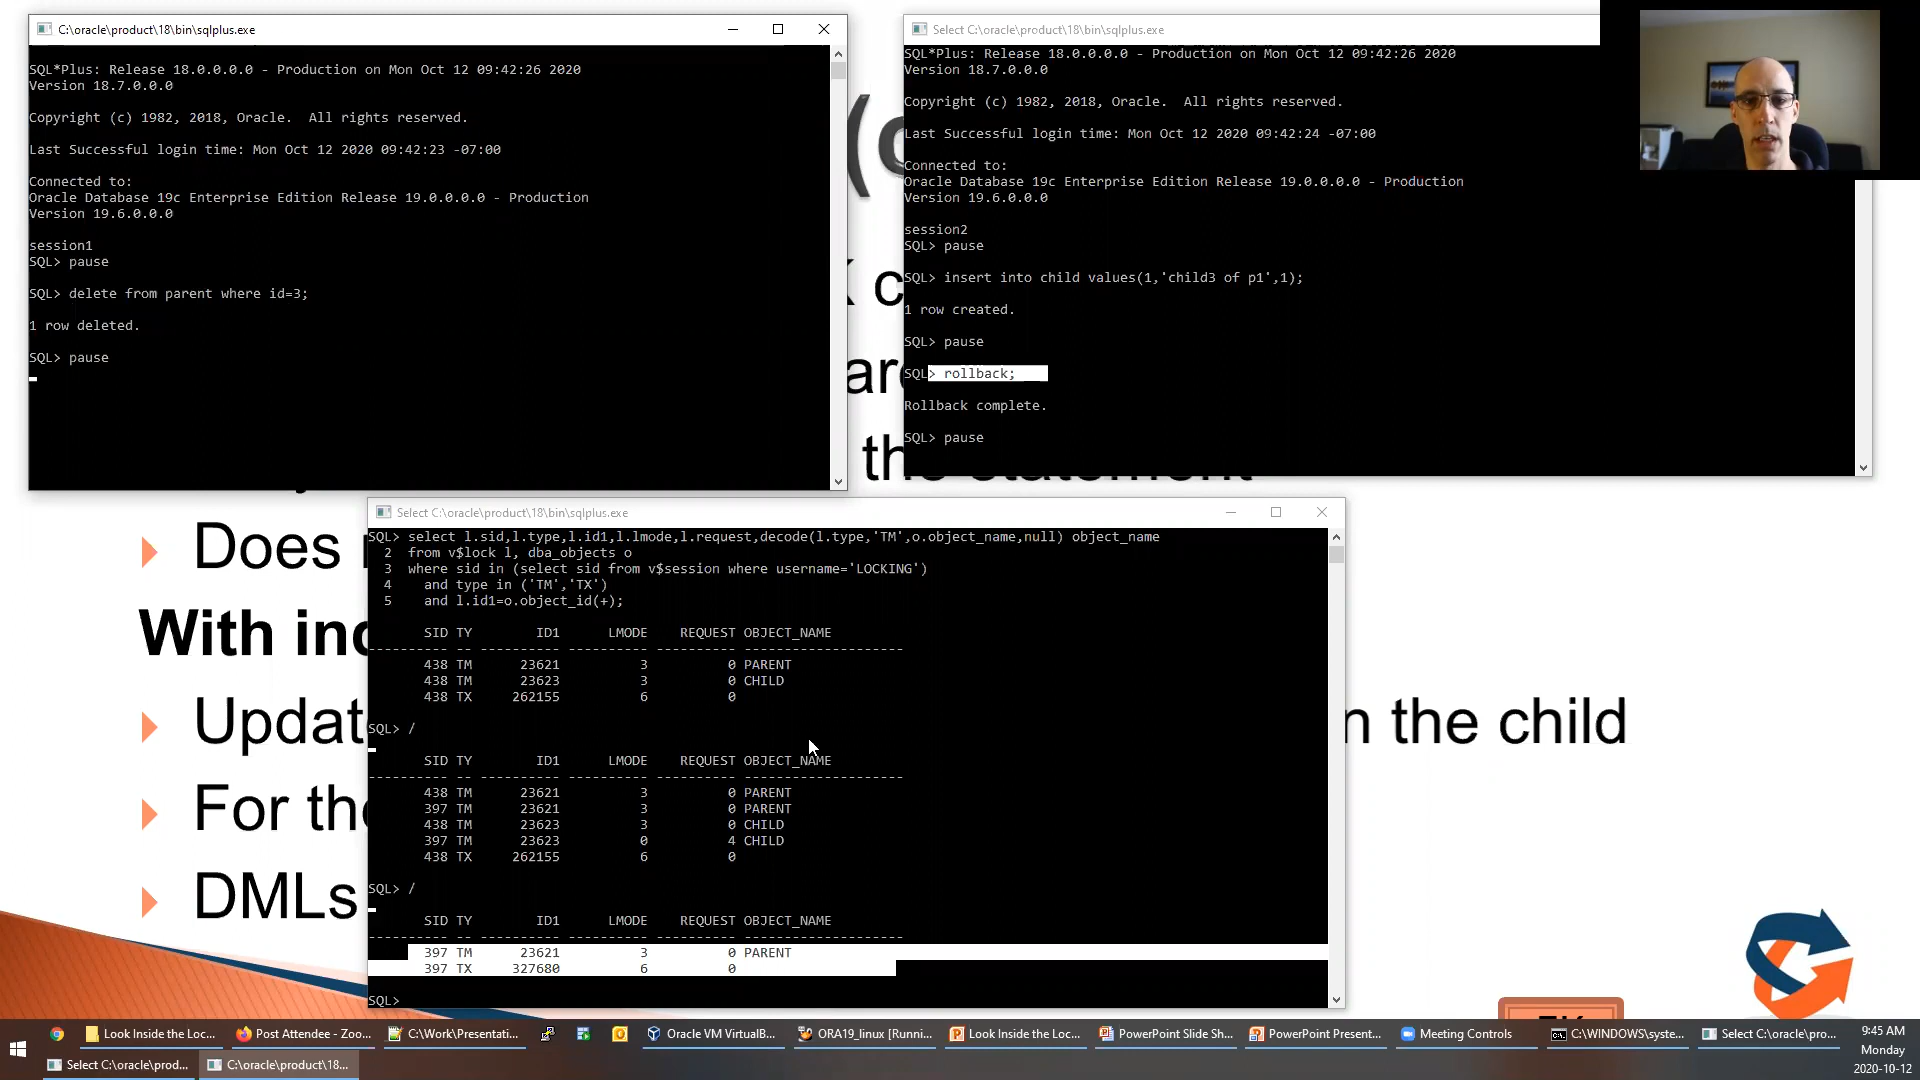 C:\oracle\product\18\bin\sqlplus.exe
SQL*Plus: Release 18.0.0.0.0 - Production on Mon Oct 12 09:42:26 2020
Version 18.7.0.0.0
Copyright (c) 1982, 2018, Oracle.  All rights reserved.
Last Successful login time: Mon Oct 12 2020 09:42:23 -07:00
Connected to:
Oracle Database 19c Enterprise Edition Release 19.0.0.0.0 - Production
Version 19.6.0.0.0
session1
SQL> pause
SQL> delete from parent where id=3;
1 row deleted.
SQL> pause
Select C:\oracle\product\18\bin\sqlplus.exe
SQL*Plus: Release 18.0.0.0.0 - Production on Mon Oct 12 09:42:26 2020
Version 18.7.0.0.0
Copyright (c) 1982, 2018, Oracle.  All rights reserved.
Last Successful login time: Mon Oct 12 2020 09:42:24 -07:00
Connected to:
Oracle Database 19c Enterprise Edition Release 19.0.0.0.0 - Production
Version 19.6.0.0.0
session2
SQL> pause
SQL> insert into child values(1,'child3 of p1',1);
1 row created.
SQL> pause
SQL> rollback;
Rollback complete.
SQL> pause
the statement
Does
With
Updat
n the child
For the
DMLs
Select C:\oracle\product\18\bin\sqlplus.exe
SQL> select l.sid,l.type,l.id1,l.lmode,l.request,decode(l.type,'TM',o.object_name,null) object_name
2 from v$lock l, dba_objects o
3 where sid in (select sid from v$session where username='LOCKING')
4 and type in ('TM','TX')
5 and l.id1=o.object_id(+);
SID TY ID1 LMODE REQUEST OBJECT_NAME
---------- -- ---------- ---------- ---------- --------------------
438 TM 23621 3 0 PARENT
438 TM 23623 3 0 CHILD
438 TX 262155 6 0
SQL> /
SID TY ID1 LMODE REQUEST OBJECT_NAME
---------- -- ---------- ---------- ---------- --------------------
438 TM 23621 3 0 PARENT
397 TM 23621 3 0 PARENT
438 TM 23623 3 0 CHILD
397 TM 23623 0 4 CHILD
438 TX 262155 6 0
SQL> /
SID TY ID1 LMODE REQUEST OBJECT_NAME
---------- -- ---------- ---------- ---------- --------------------
397 TM 23621 3 0 PARENT
397 TX 327680 6 0
SQL>
Look Inside the Loc...
Post Attendee - Zoo...
C:\Work\Presentati...
Oracle VM VirtualB...
ORA19_linux [Runni...
Look Inside the Loc...
PowerPoint Slide Sh...
PowerPoint Present...
Meeting Controls
C:\WINDOWS\syste...
Select C:\oracle\pro...
Select C:\oracle\prod...
C:\oracle\product\18...
9:45 AM
Monday
2020-10-12